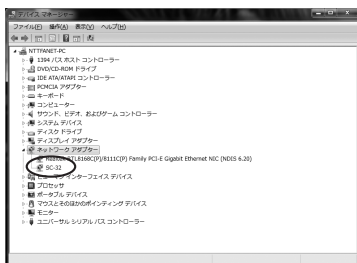 デバイス マネージャー
ファイル(F) 操作(A) 表示(V) ヘルプ(H)
NTTFANET-PC
1394 バス ホスト コントローラー
DVD/CD-ROM ドライブ
IDE ATA/ATAPI コントローラー
PCMCIA アダプター
キーボード
コンピューター
サウンド、ビデオ、およびゲーム コントローラー
システム デバイス
ディスク ドライブ
ディスプレイ アダプター
ネットワーク アダプター
Realtek RTL8168C(P)/8111C(P) Family PCI-E Gigabit Ethernet NIC (NDIS 6.20)
SC-32
ヒューマン インターフェイス デバイス
プロセッサ
ポータブル デバイス
マウスとそのほかのポインティング デバイス
モニター
ユニバーサル シリアル バス コントローラー